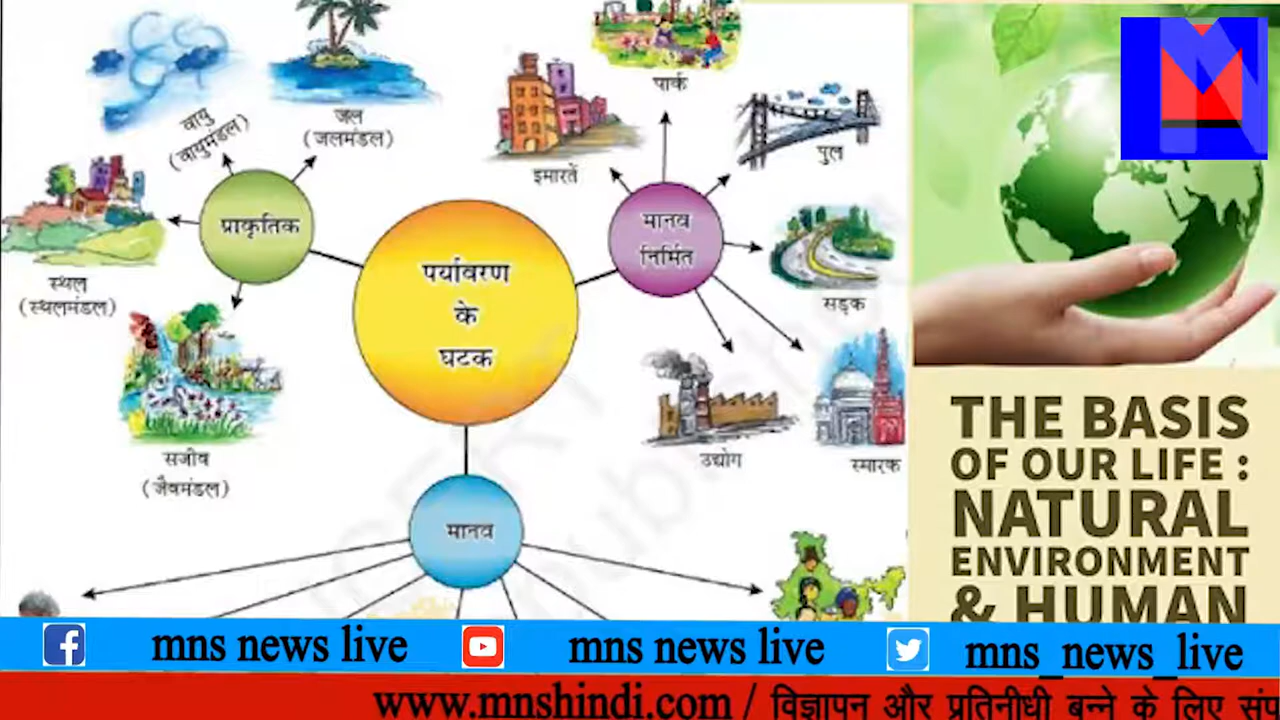 वायु
(वायुमंडल)
जल
(जलमंडल)
स्थल
(स्थलमंडल)
प्राकृतिक
सजीव
(जैवमंडल)
पर्यावरण
के
घटक
मानव
निर्मित
इमारतें
पार्क
पुल
सड़क
उद्योग
स्मारक
मानव
THE BASIS
OF OUR LIFE :
NATURAL
ENVIRONMENT
& HUMAN
mns news live
mns news live
mns_news_live
www.mnshindi.com / विज्ञापन और प्रतिनीधी बन्ने के लिए संप